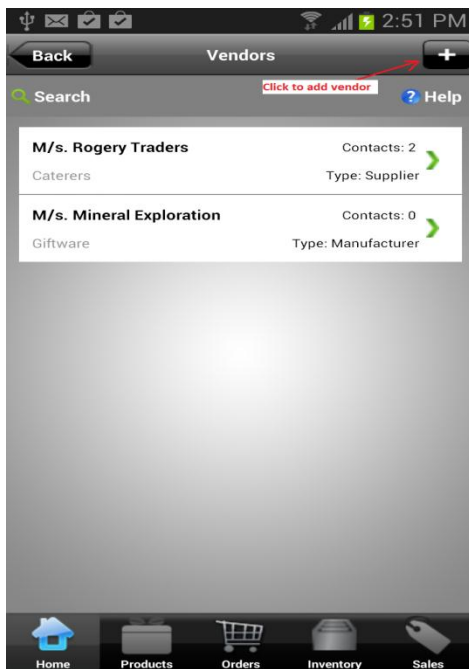 2:51 PM
Back Vendors +
Click to add vendor
Search ? Help
M/s. Rogery Traders Contacts: 2
Caterers Type: Supplier
M/s. Mineral Exploration Contacts: 0
Giftware Type: Manufacturer
Home Products Orders Inventory Sales